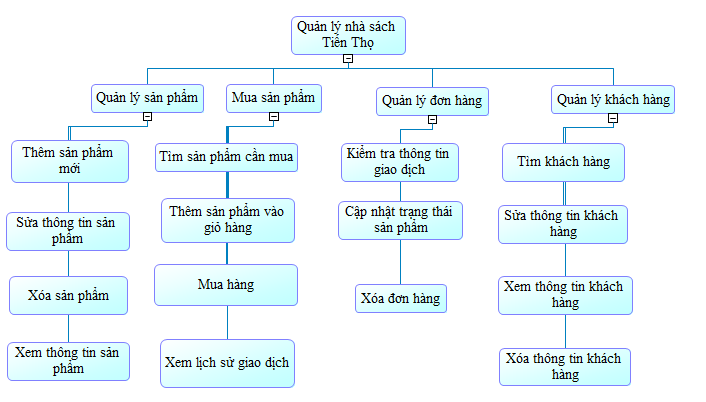 Quản lý nhà sách
Tiền Thọ
Quản lý sản phẩm
Mua sản phẩm
Quản lý đơn hàng
Quản lý khách hàng
Thêm sản phẩm
mới
Sửa thông tin sản
phẩm
Xóa sản phẩm
Xem thông tin sản
phẩm
Tìm sản phẩm cần mua
Thêm sản phẩm vào
giỏ hàng
Mua hàng
Xem lịch sử giao dịch
Kiểm tra thông tin
giao dịch
Cập nhật trạng thái
sản phẩm
Xóa đơn hàng
Tìm khách hàng
Sửa thông tin khách
hàng
Xem thông tin khách
hàng
Xóa thông tin khách
hàng